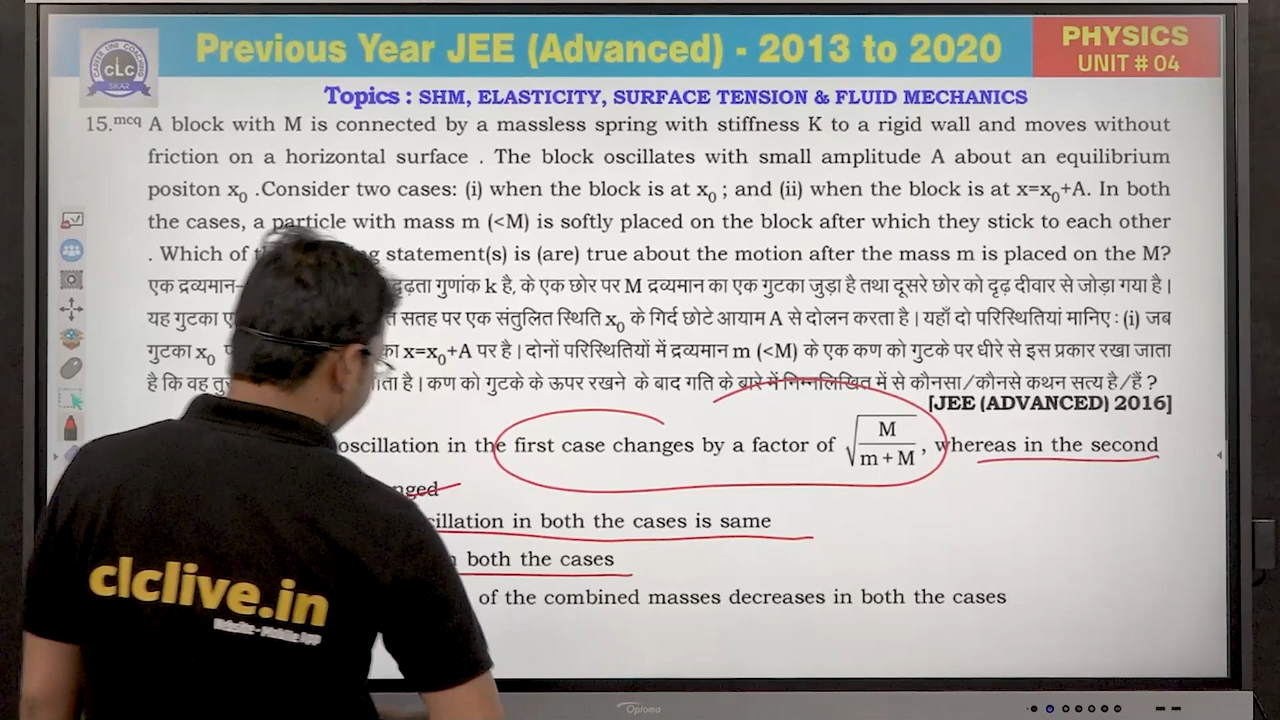 Previous Year JEE (Advanced) - 2013 to 2020
PHYSICS
UNIT # 04
CLC
SIKAR
Topics : SHM, ELASTICITY, SURFACE TENSION & FLUID MECHANICS
15.mcq A block with M is connected by a massless spring with stiffness K to a rigid wall and moves without
friction on a horizontal surface . The block oscillates with small amplitude A about an equilibrium
positon x₀ .Consider two cases: (i) when the block is at x₀ ; and (ii) when the block is at x=x₀+A. In both
the cases, a particle with mass m (<M) is softly placed on the block after which they stick to each other
. Which of statement(s) is (are) true about the motion after the mass m is placed on the M?
एक द्रव्यमान- गुणांक k है, के एक छोर पर M द्रव्यमान का एक गुटका जुड़ा है तथा दूसरे छोर को दृढ़ दीवार से जोड़ा गया है।
यह गुटका सतह पर एक संतुलित स्थिति x₀ के गिर्द छोटे आयाम A से दोलन करता है। यहाँ दो परिस्थितियां मानिए : (i) जब
गुटका x₀ का x=x₀+A पर है। दोनों परिस्थितियों में द्रव्यमान m (<M) के एक कण को गुटके पर धीरे से इस प्रकार रखा जाता
है कि वह है। कण को गुटके के ऊपर रखने के बाद गति के बारे में निम्नलिखित में से कौनसा/कौनसे कथन सत्य है/हैं ?
[JEE (ADVANCED) 2016]
oscillation in the first case changes by a factor of √(M/(m+M)), whereas in the second
nged
cillation in both the cases is same
both the cases
of the combined masses decreases in both the cases
clclive.in
Optoma